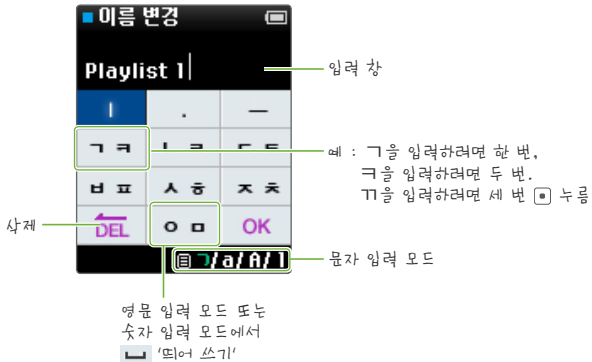 이름 변경
Playlist 1
입력 창
ㅣ . ㅡ
ㄱ ㅋ ㄴ ㄹ ㄷ ㅌ
예 : ㄱ을 입력하려면 한 번,
ㅋ을 입력하려면 두 번.
ㄲ을 입력하려면 세 번 누름
ㅂ ㅍ ㅅ ㅎ ㅈ ㅊ
삭제
DEL ㅇ ㅁ OK
ㄱ/a/A/1
문자 입력 모드
영문 입력 모드 또는
숫자 입력 모드에서
'띄어 쓰기'